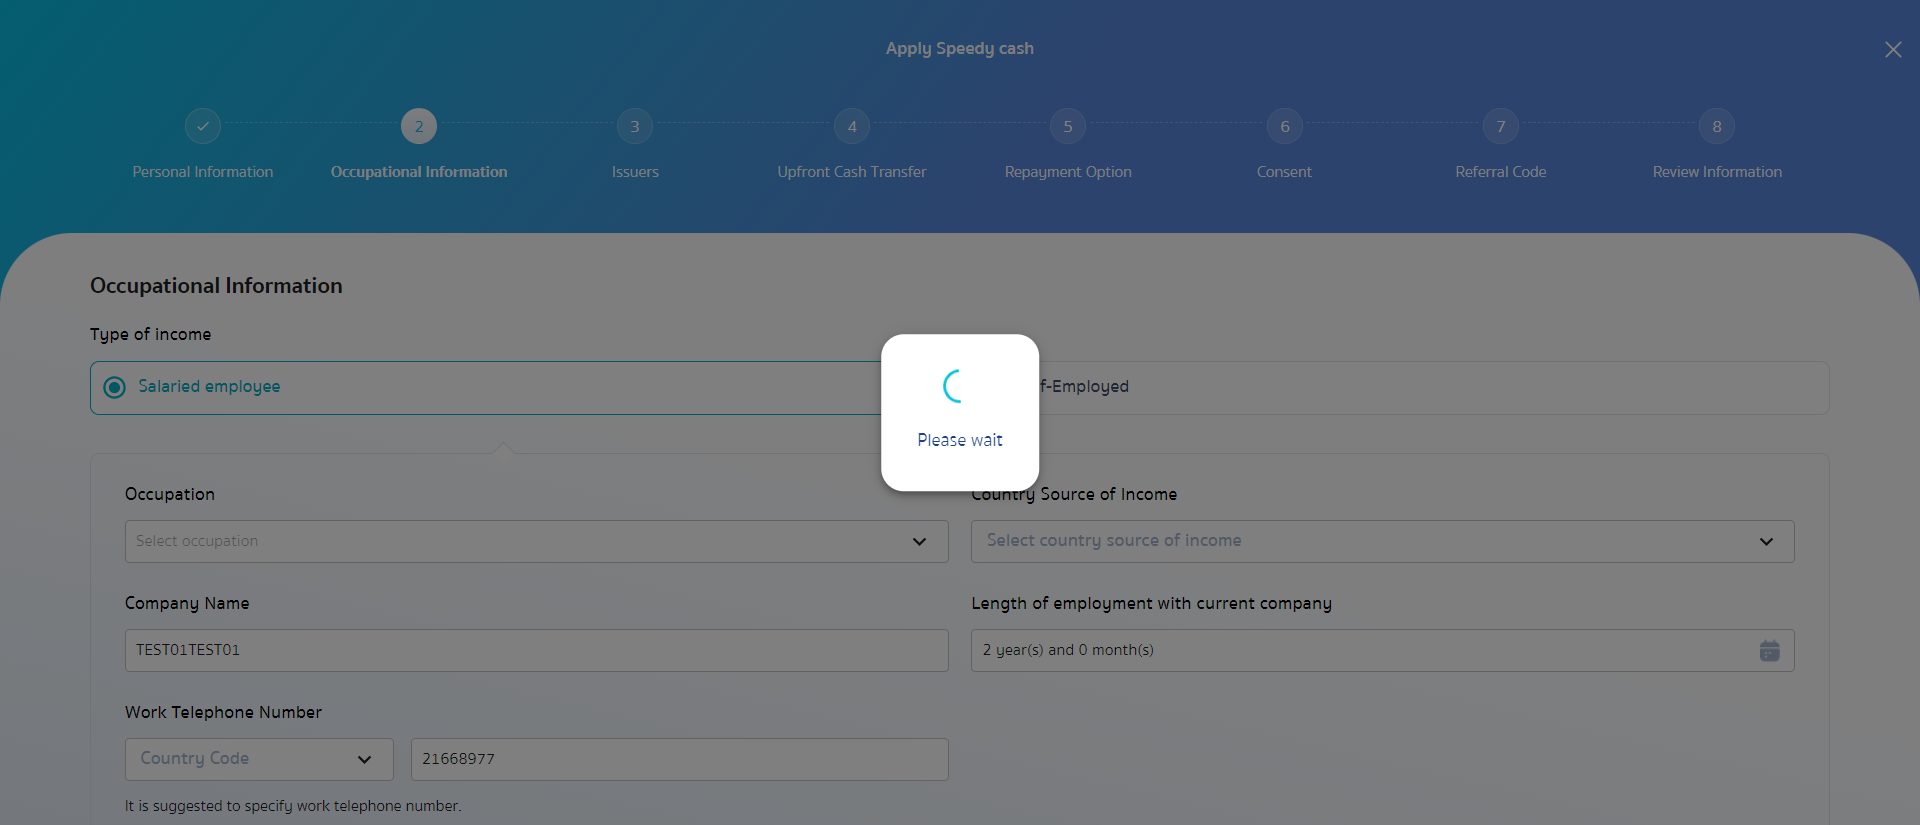 Apply Speedy cash
2 3 4 5 6 7 8
Personal Information Occupational Information Issuers Upfront Cash Transfer Repayment Option Consent Referral Code Review Information
Occupational Information
Type of income
Salaried employee f-Employed
Please wait
Occupation Country Source of Income
Select occupation Select country source of income
Company Name Length of employment with current company
TEST01TEST01 2 year(s) and 0 month(s)
Work Telephone Number
Country Code 21668977
It is suggested to specify work telephone number.